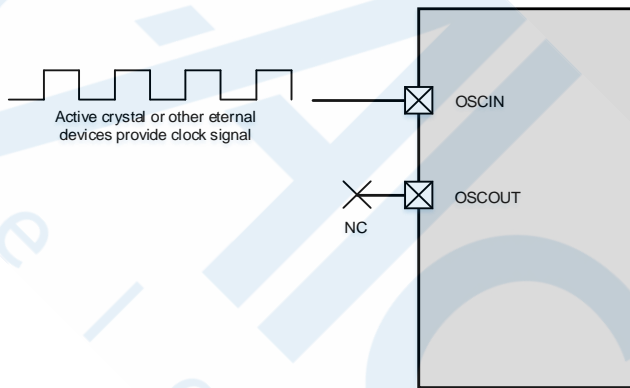 Active crystal or other eternal
devices provide clock signal
OSCIN
OSCOUT
NC